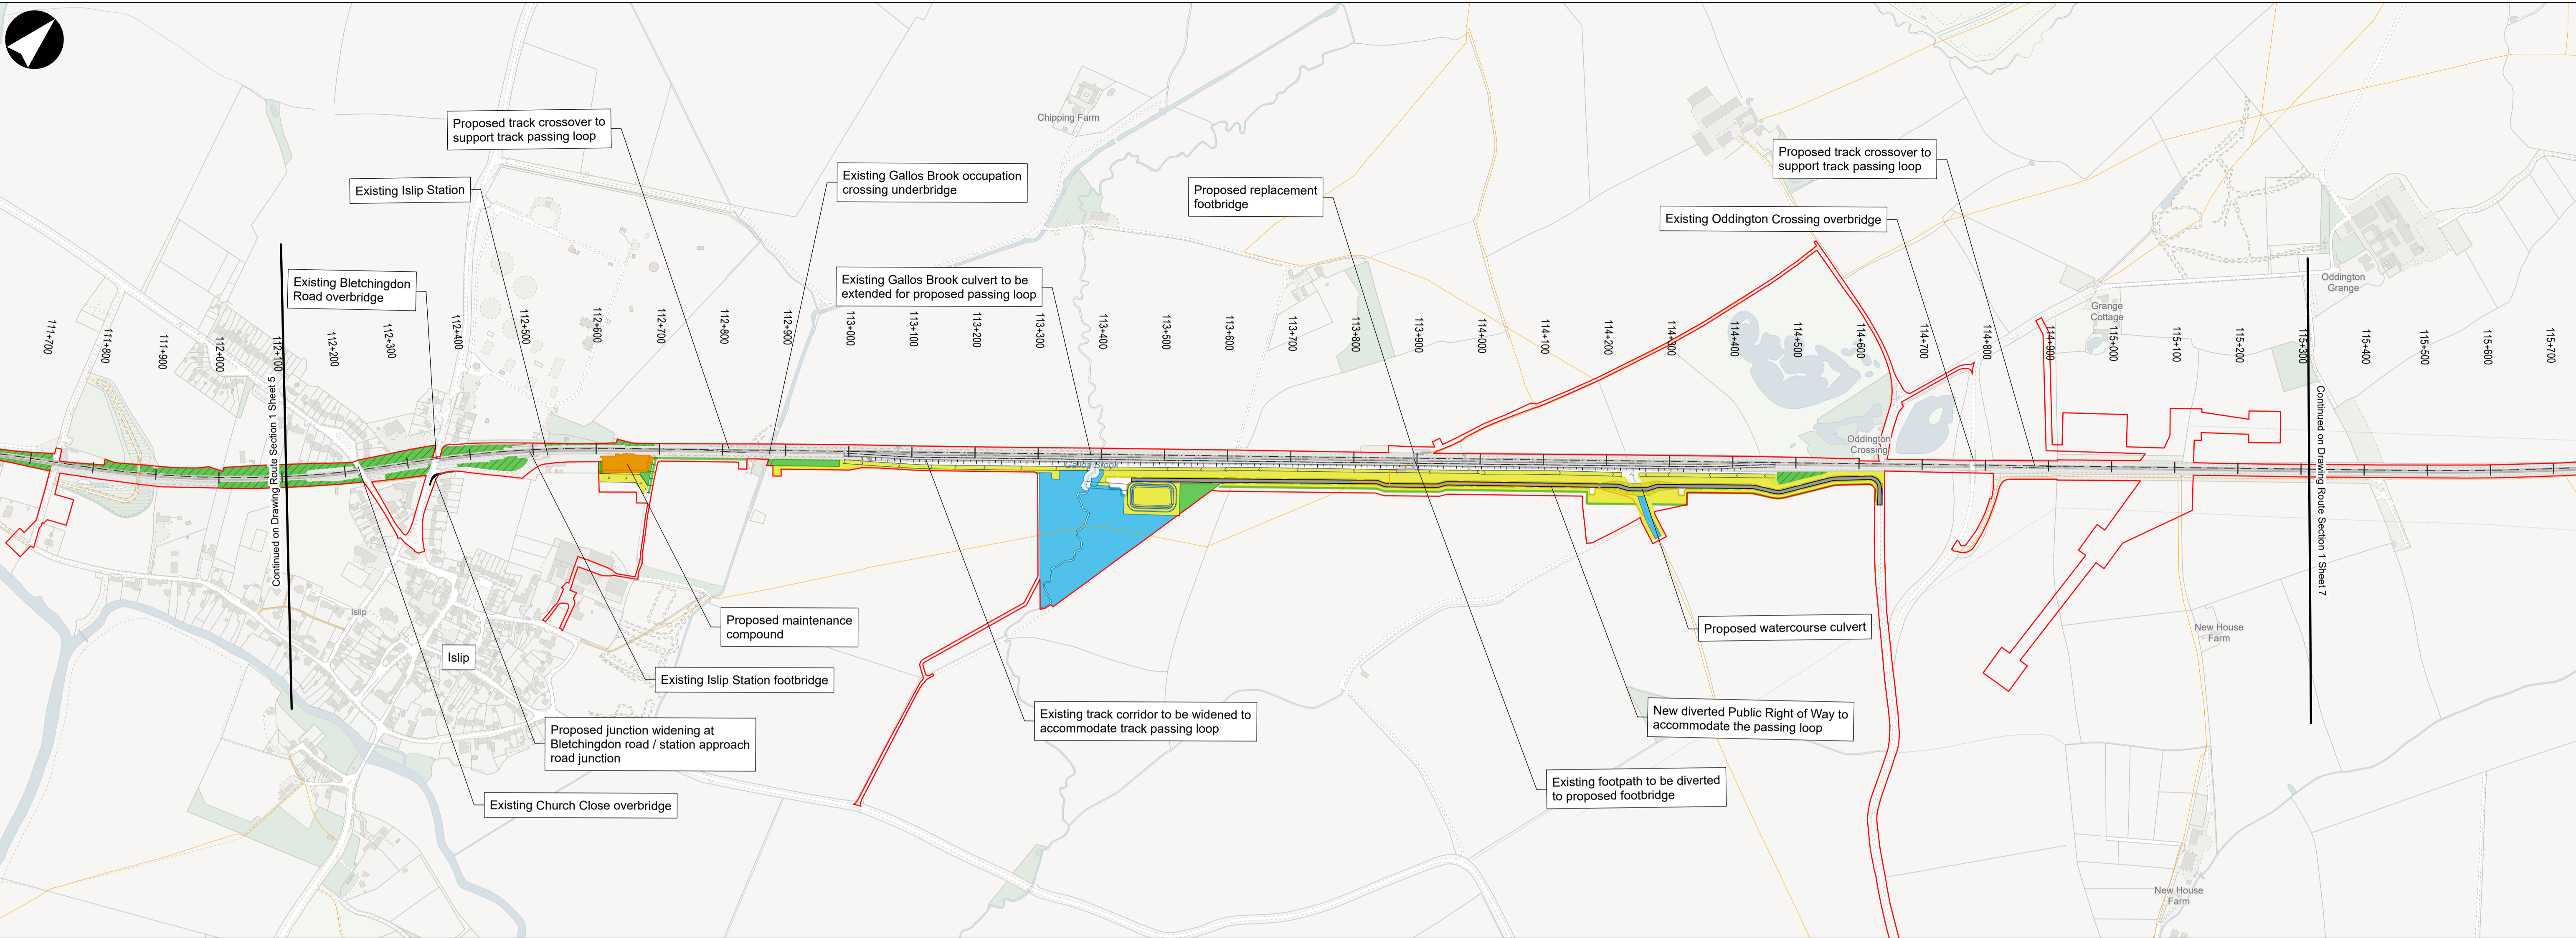 Chipping Farm
Proposed track crossover to
support track passing loop
Existing Islip Station
Existing Gallos Brook occupation
crossing underbridge
Proposed replacement
footbridge
Proposed track crossover to
support track passing loop
Existing Oddington Crossing overbridge
Existing Bletchingdon
Road overbridge
Existing Gallos Brook culvert to be
extended for proposed passing loop
Oddington
Grange
Grange
Cottage
111+700
111+800
111+900
112+000
112+100
112+200
112+300
112+400
112+500
112+600
112+700
112+800
112+900
113+000
113+100
113+200
113+300
113+400
113+500
113+600
113+700
113+800
113+900
114+000
114+100
114+200
114+300
114+400
114+500
114+600
114+700
114+800
114+900
115+000
115+100
115+200
115+300
115+400
115+500
115+600
115+700
Continued on Drawing Route Section 1 Sheet 5
Continued on Drawing Route Section 1 Sheet 7
Oddington
Crossing
Gallos Brook
Islip
Islip
Proposed maintenance
compound
Existing Islip Station footbridge
Proposed junction widening at
Bletchingdon road / station approach
road junction
Existing Church Close overbridge
Existing track corridor to be widened to
accommodate track passing loop
Proposed watercourse culvert
New diverted Public Right of Way to
accommodate the passing loop
Existing footpath to be diverted
to proposed footbridge
New House
Farm
New House
Farm